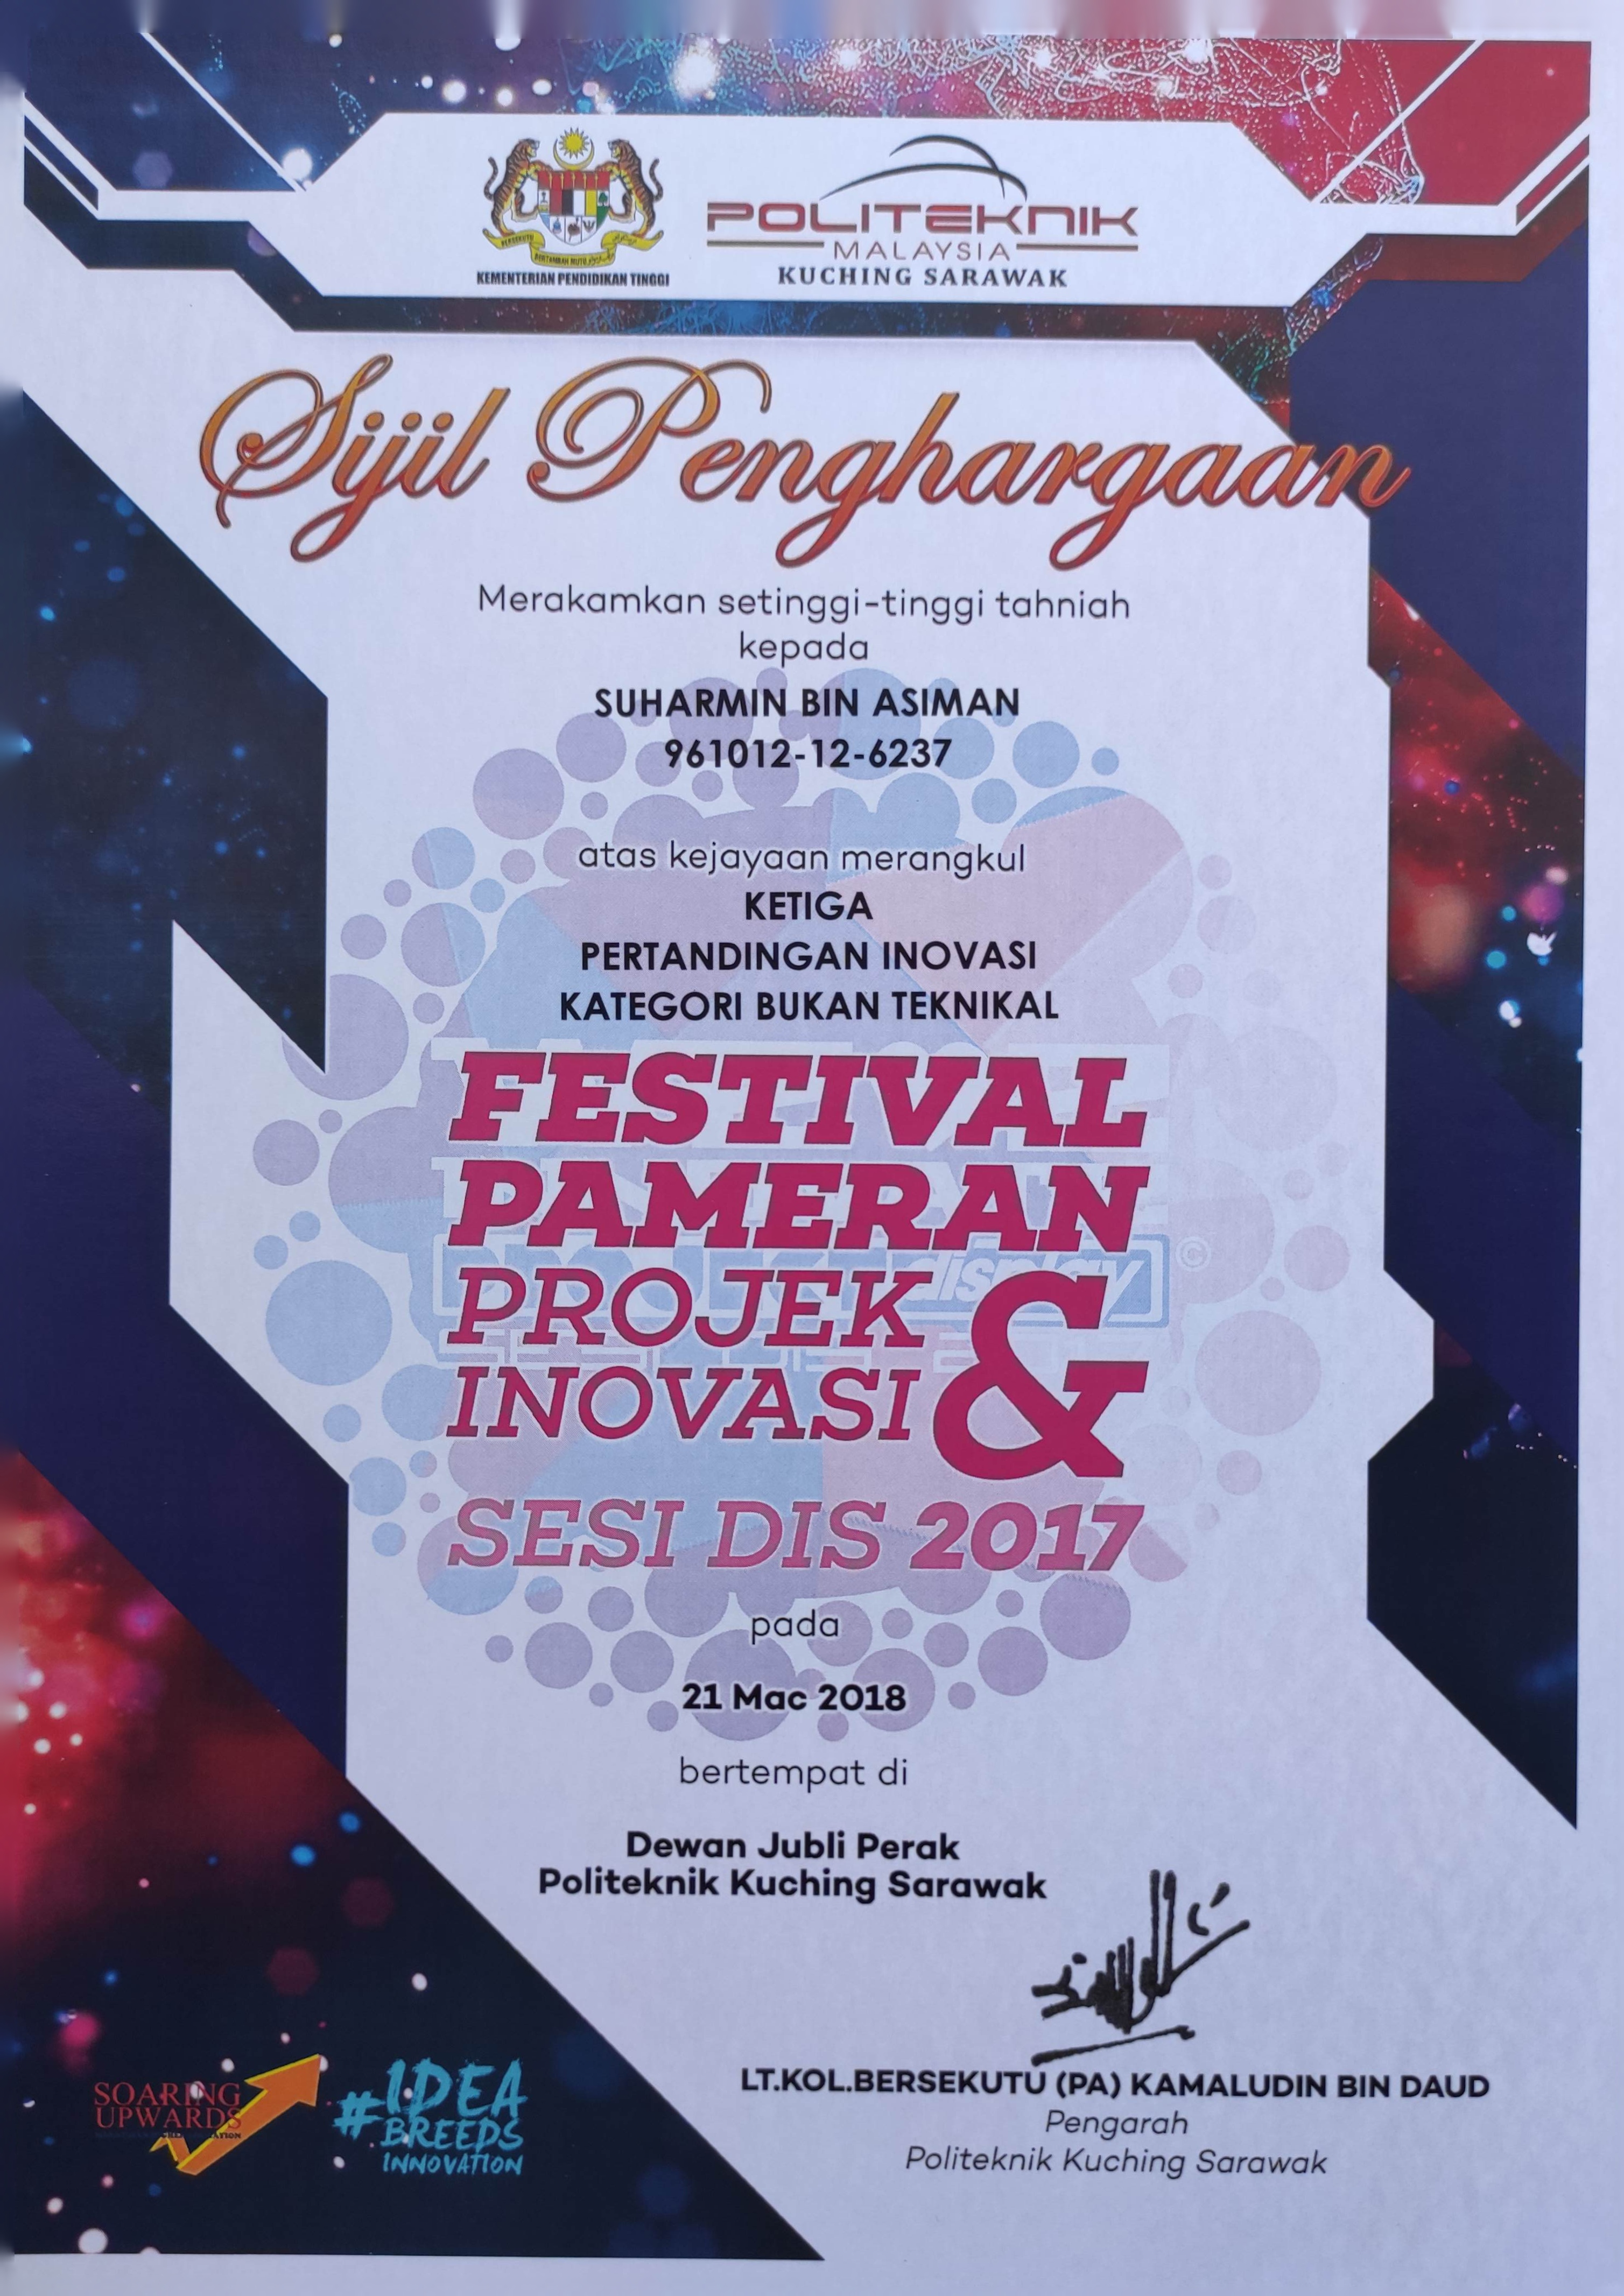 KEMENTERIAN PENDIDIKAN TINGGI
POLITEKNIK
MALAYSIA
KUCHING SARAWAK
Sijil Penghargaan
Merakamkan setinggi-tinggi tahniah
kepada
SUHARMIN BIN ASIMAN
961012-12-6237
atas kejayaan merangkul
KETIGA
PERTANDINGAN INOVASI
KATEGORI BUKAN TEKNIKAL
FESTIVAL
PAMERAN
PROJEK &
INOVASI
SESI DIS 2017
pada
21 Mac 2018
bertempat di
Dewan Jubli Perak
Politeknik Kuching Sarawak
LT.KOL.BERSEKUTU (PA) KAMALUDIN BIN DAUD
Pengarah
Politeknik Kuching Sarawak
SOARING
UPWARDS
#IDEA
BREEDS
INNOVATION